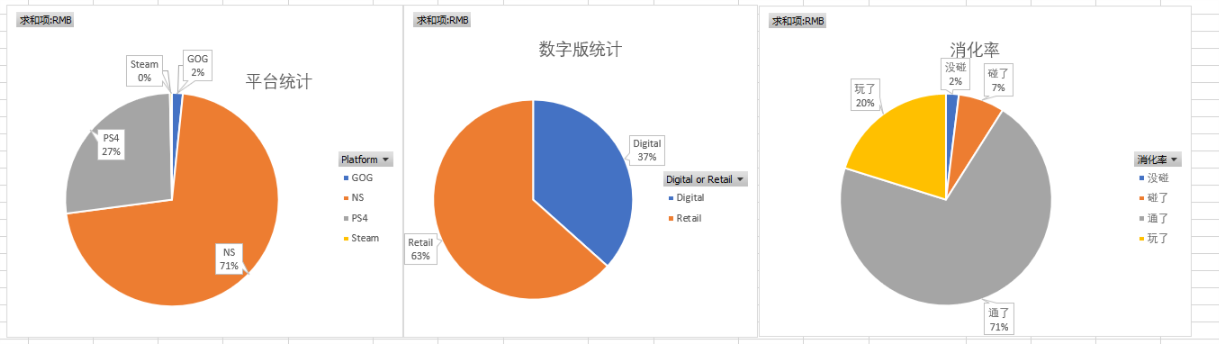 求和项:RMB
平台统计
Steam
0%
GOG
2%
PS4
27%
NS
71%
Platform
GOG
NS
PS4
Steam
求和项:RMB
数字版统计
Digital
37%
Retail
63%
Digital or Retail
Digital
Retail
求和项:RMB
消化率
没碰
2%
碰了
7%
玩了
20%
通了
71%
消化率
没碰
碰了
通了
玩了